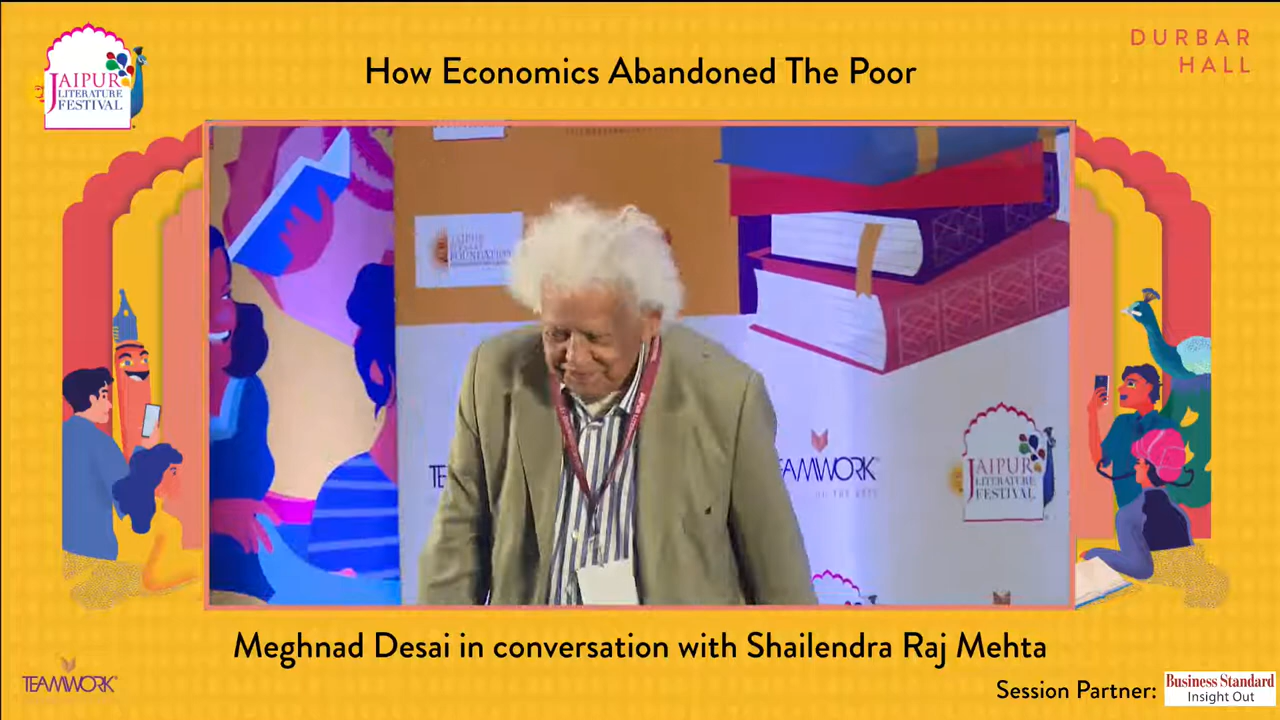 DURBAR
HALL
JAIPUR
LITERATURE
FESTIVAL
How Economics Abandoned The Poor
JAIPUR
FOUNDATION
TE
TEAMWORK
JAIPUR
LITERATURE
FESTIVAL
Meghnad Desai in conversation with Shailendra Raj Mehta
TEAMWORK
Session Partner:
Business Standard
Insight Out